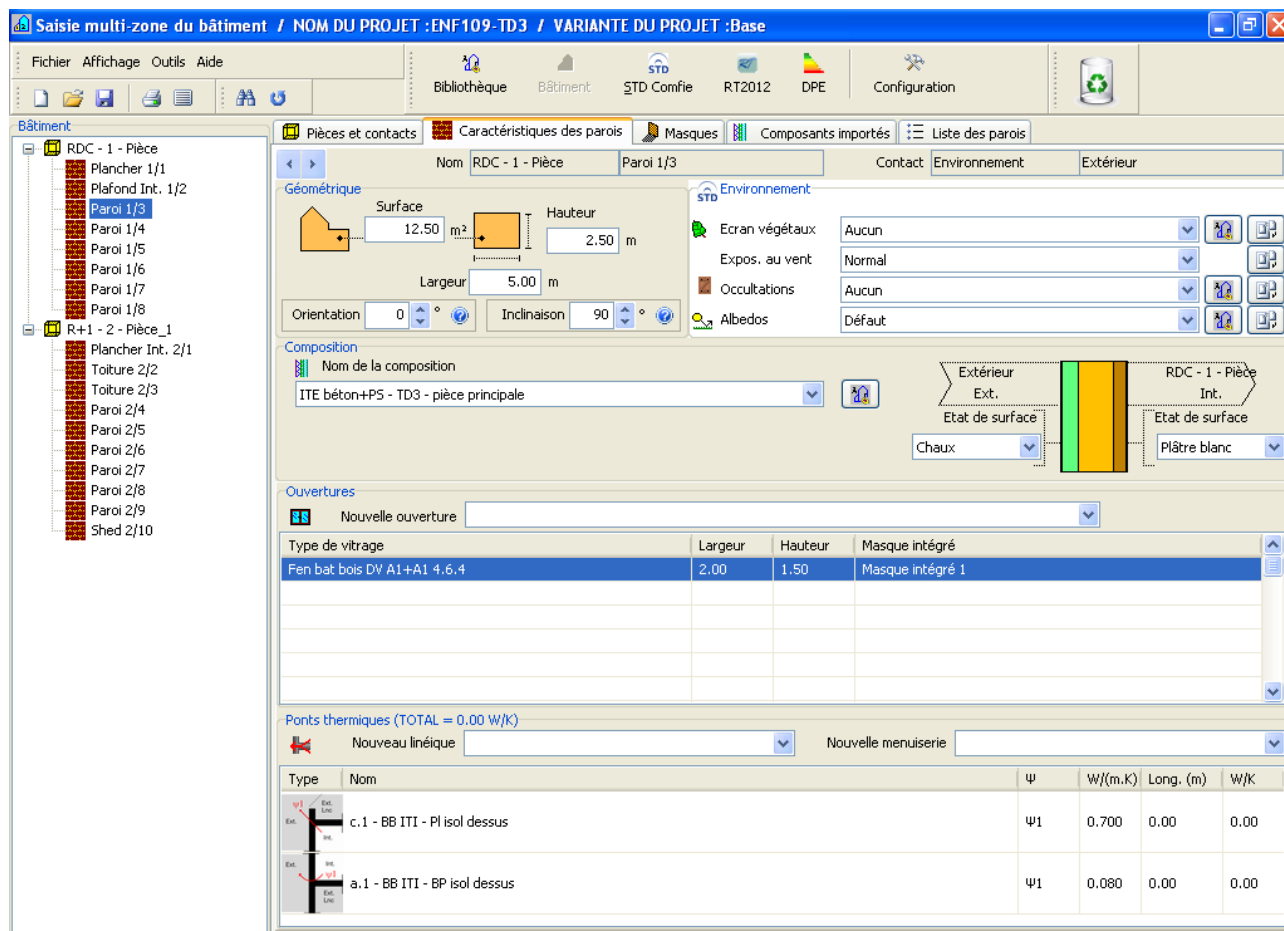 Saisie multi-zone du bâtiment / NOM DU PROJET :ENF109-TD3 / VARIANTE DU PROJET :Base
Fichier Affichage Outils Aide
Bibliothèque Bâtiment STD Comfie RT2012 DPE Configuration
Bâtiment
RDC - 1 - Pièce
Plancher 1/1
Plafond Int. 1/2
Paroi 1/3
Paroi 1/4
Paroi 1/5
Paroi 1/6
Paroi 1/7
Paroi 1/8
R+1 - 2 - Pièce_1
Plancher Int. 2/1
Toiture 2/2
Toiture 2/3
Paroi 2/4
Paroi 2/5
Paroi 2/6
Paroi 2/7
Paroi 2/8
Paroi 2/9
Shed 2/10
Pièces et contacts Caractéristiques des parois Masques Composants importés Liste des parois
Nom RDC - 1 - Pièce Paroi 1/3 Contact Environnement Extérieur
Géométrique
Surface
12.50 m²
Hauteur
2.50 m
Largeur 5.00 m
Orientation 0 ° Inclinaison 90 °
STD Environnement
Ecran végétaux Aucun
Expos. au vent Normal
Occultations Aucun
Albedos Défaut
Composition
Nom de la composition
ITE béton+PS - TD3 - pièce principale
Extérieur
Ext.
Etat de surface
Chaux
RDC - 1 - Pièce
Int.
Etat de surface
Plâtre blanc
Ouvertures
Nouvelle ouverture
Type de vitrage Largeur Hauteur Masque intégré
Fen bat bois DV A1+A1 4.6.4 2.00 1.50 Masque intégré 1
Ponts thermiques (TOTAL = 0.00 W/K)
Nouveau linéique Nouvelle menuiserie
Type Nom Ψ W/(m.K) Long. (m) W/K
Ψ1 Ext. Lnc
Ext.
Int.
c.1 - BB ITI - Pl isol dessus Ψ1 0.700 0.00 0.00
Ext. Int.
Ψ1
Ext. Lnc
a.1 - BB ITI - BP isol dessus Ψ1 0.080 0.00 0.00